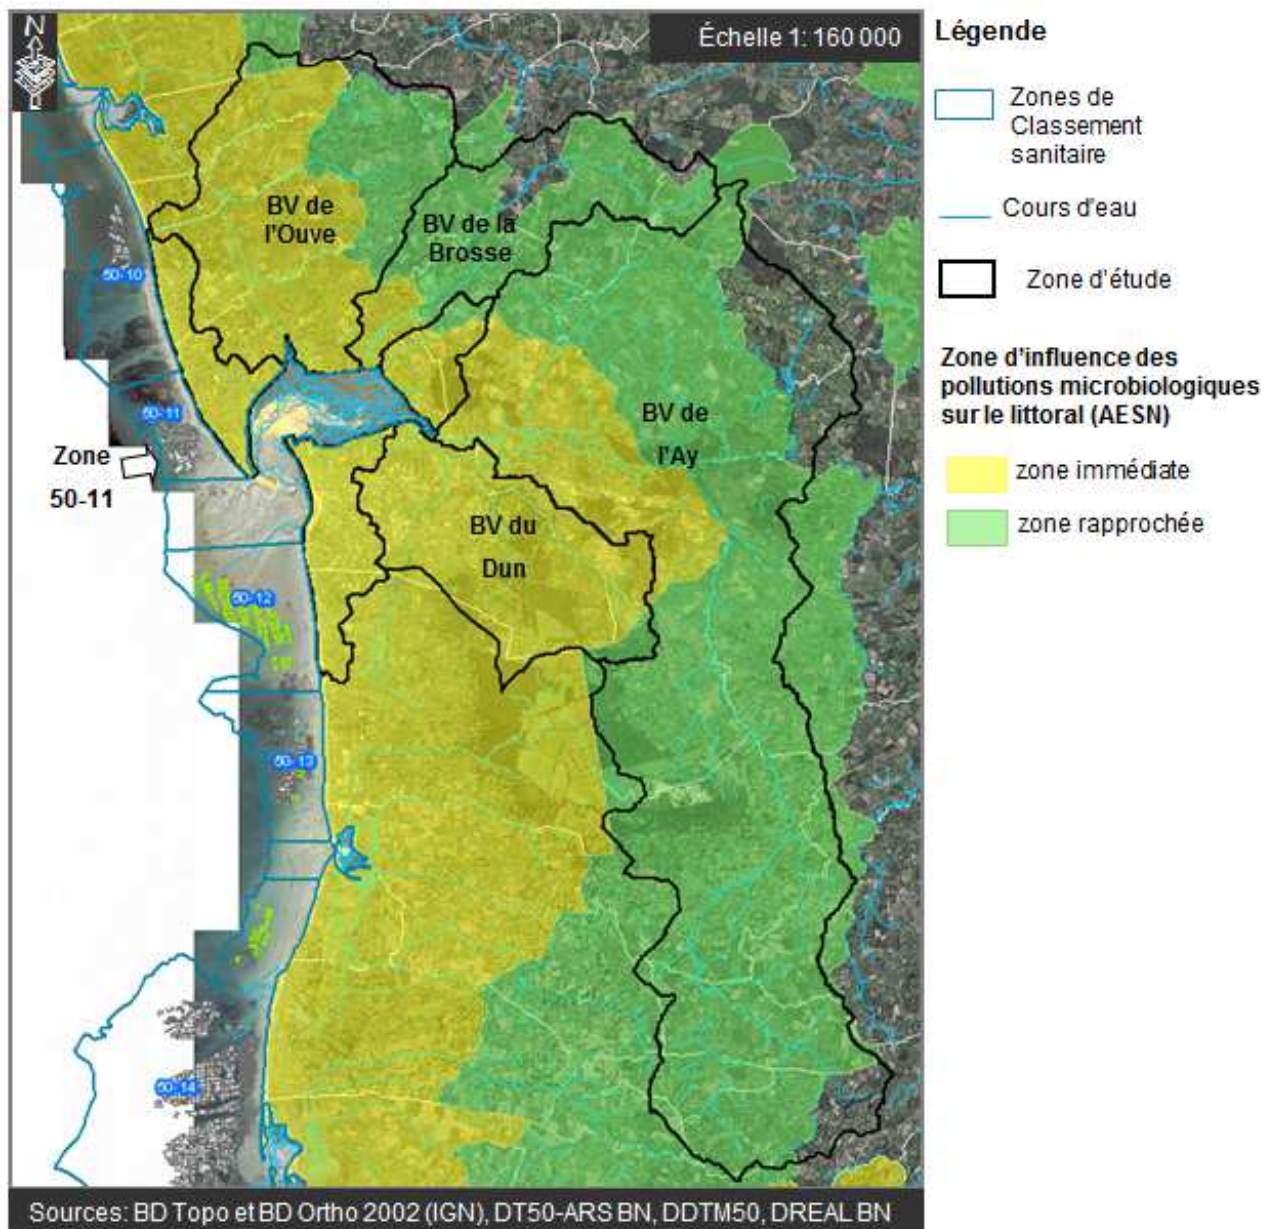 N
Échelle 1: 160 000
BV de
l'Ouve
BV de la
Brosse
50-10
BV de
l'Ay
50-11
Zone
50-11
BV du
Dun
50-12
50-13
50-14
Sources: BD Topo et BD Ortho 2002 (IGN), DT50-ARS BN, DDTM50, DREAL BN
Légende
Zones de
Classement
sanitaire
Cours d'eau
Zone d'étude
Zone d'influence des
pollutions microbiologiques
sur le littoral (AESN)
zone immédiate
zone rapprochée